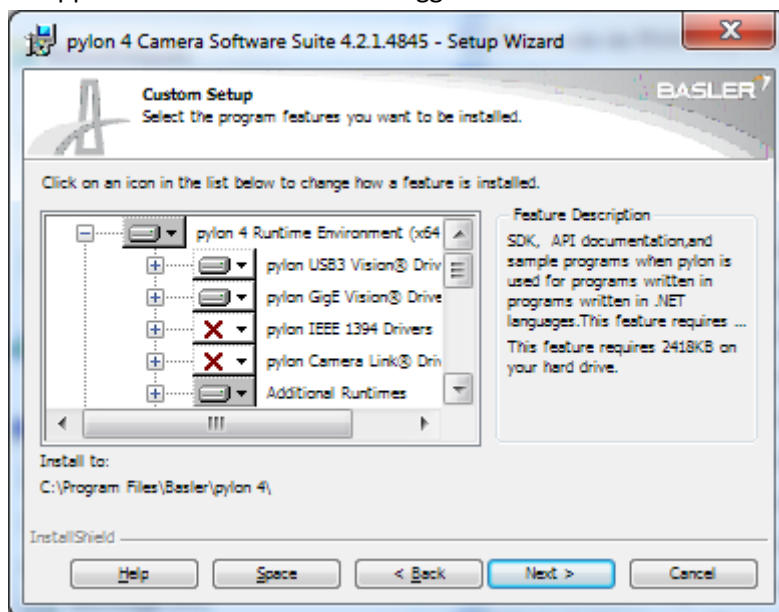 pylon 4 Camera Software Suite 4.2.1.4845 - Setup Wizard
Custom Setup
Select the program features you want to be installed.
BASLER
Click on an icon in the list below to change how a feature is installed.
pylon 4 Runtime Environment (x64
pylon USB3 Vision® Driv
pylon GigE Vision® Drive
pylon IEEE 1394 Drivers
pylon Camera Link® Driv
Additional Runtimes
Feature Description
SDK, API documentation,and
sample programs when pylon is
used for programs written in
programs written in .NET
languages.This feature requires ...
This feature requires 2418KB on
your hard drive.
Install to:
C:\Program Files\Basler\pylon 4\
InstallShield
Help
Space
< Back
Next >
Cancel